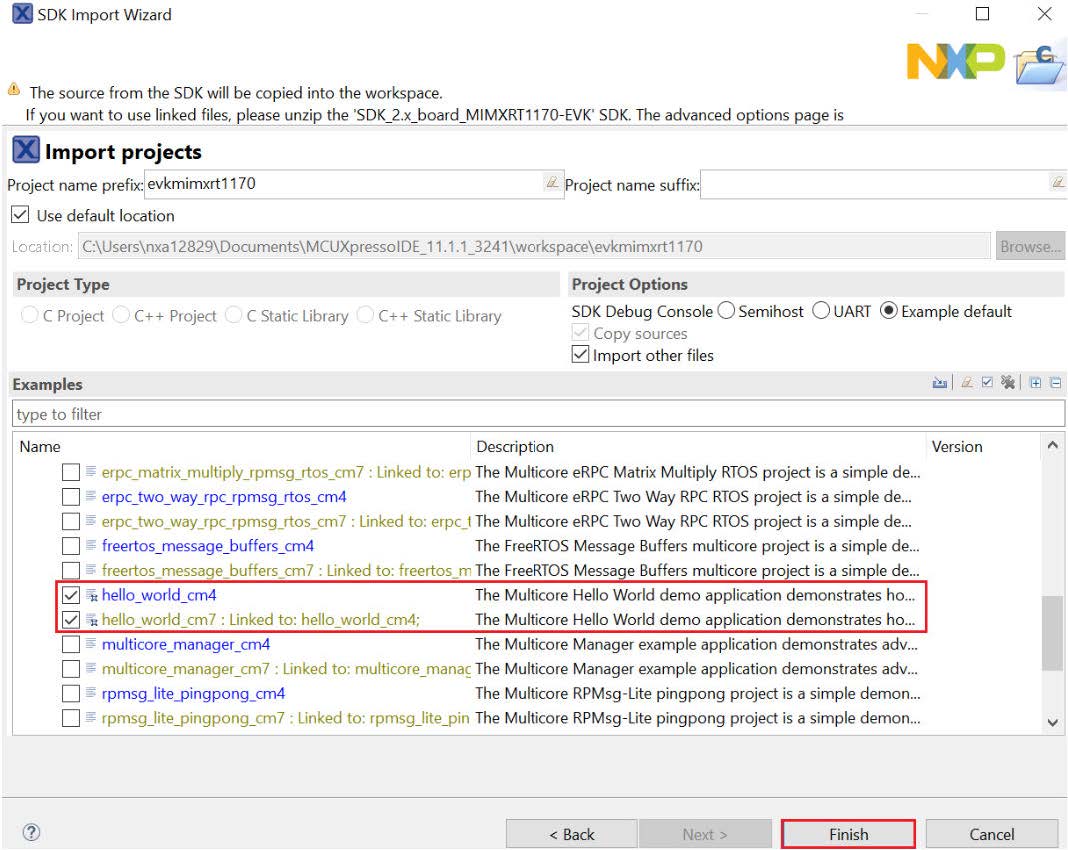 SDK Import Wizard
NXP
The source from the SDK will be copied into the workspace.
If you want to use linked files, please unzip the 'SDK_2.x_board_MIMXRT1170-EVK' SDK. The advanced options page is
Import projects
Project name prefix: evkmimxrt1170 Project name suffix:
Use default location
Location: C:\Users\nxa12829\Documents\MCUXpressoIDE_11.1.1_3241\workspace\evkmimxrt1170 Browse...
Project Type Project Options
C Project C++ Project C Static Library C++ Static Library SDK Debug Console Semihost UART Example default
Copy sources
Import other files
Examples
type to filter
Name Description Version
erpc_matrix_multiply_rpmsg_rtos_cm7 : Linked to: erp The Multicore eRPC Matrix Multiply RTOS project is a simple de...
erpc_two_way_rpc_rpmsg_rtos_cm4 The Multicore eRPC Two Way RPC RTOS project is a simple de...
erpc_two_way_rpc_rpmsg_rtos_cm7 : Linked to: erpc_t The Multicore eRPC Two Way RPC RTOS project is a simple de...
freertos_message_buffers_cm4 The FreeRTOS Message Buffers multicore project is a simple de...
freertos_message_buffers_cm7 : Linked to: freertos_m The FreeRTOS Message Buffers multicore project is a simple de...
hello_world_cm4 The Multicore Hello World demo application demonstrates ho...
hello_world_cm7 : Linked to: hello_world_cm4; The Multicore Hello World demo application demonstrates ho...
multicore_manager_cm4 The Multicore Manager example application demonstrates adv...
multicore_manager_cm7 : Linked to: multicore_manag The Multicore Manager example application demonstrates adv...
rpmsg_lite_pingpong_cm4 The Multicore RPMsg-Lite pingpong project is a simple demon...
rpmsg_lite_pingpong_cm7 : Linked to: rpmsg_lite_pin The Multicore RPMsg-Lite pingpong project is a simple demon...
< Back Next > Finish Cancel